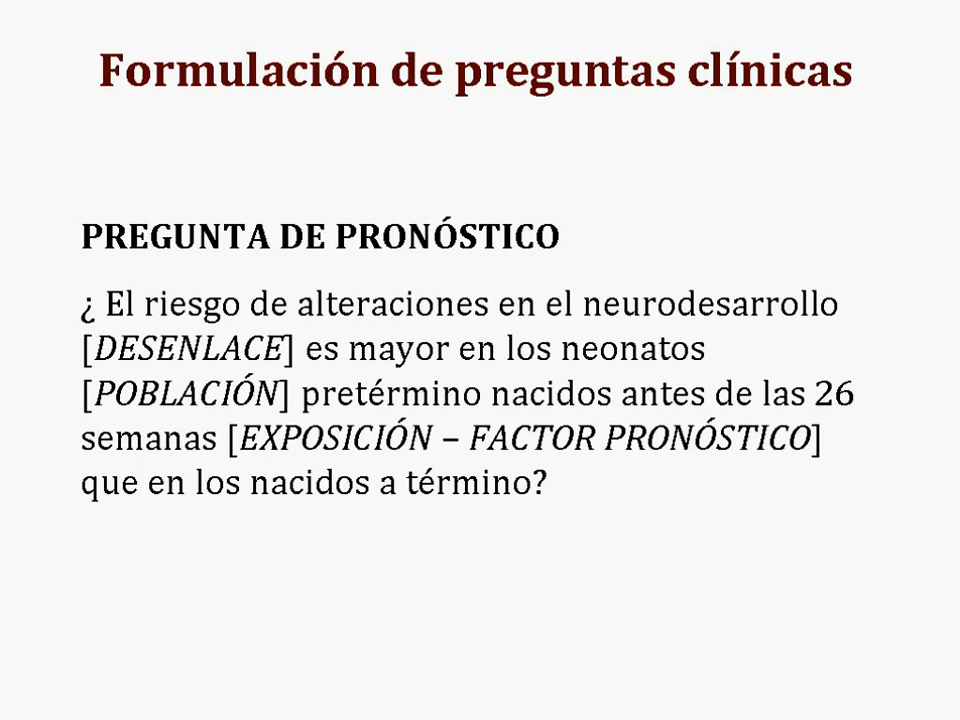 Formulación de preguntas clínicas
PREGUNTA DE PRONÓSTICO
¿ El riesgo de alteraciones en el neurodesarrollo
[DESENLACE] es mayor en los neonatos
[POBLACIÓN] pretérmino nacidos antes de las 26
semanas [EXPOSICIÓN – FACTOR PRONÓSTICO]
que en los nacidos a término?